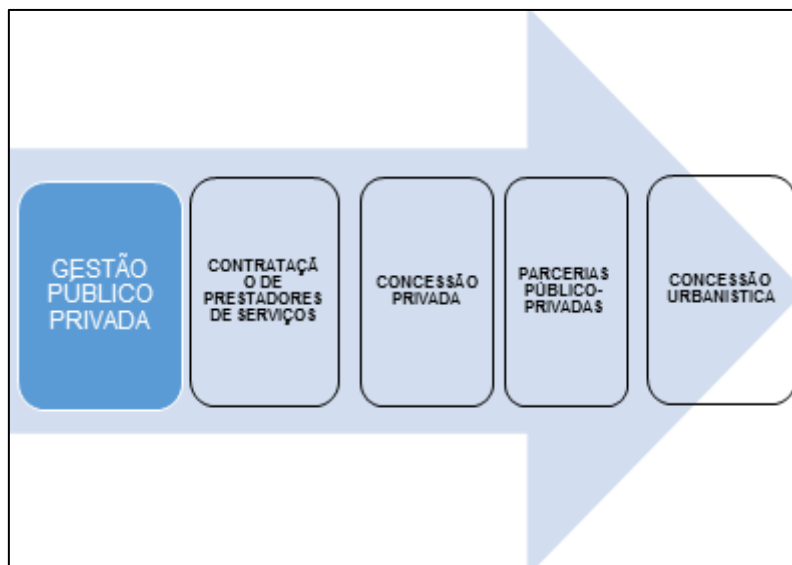 GESTÃO
PÚBLICO
PRIVADA
CONTRATAÇÃ
O DE
PRESTADORES
DE SERVIÇOS
CONCESSÃO
PRIVADA
PARCERIAS
PÚBLICO-
PRIVADAS
CONCESSÃO
URBANISTICA